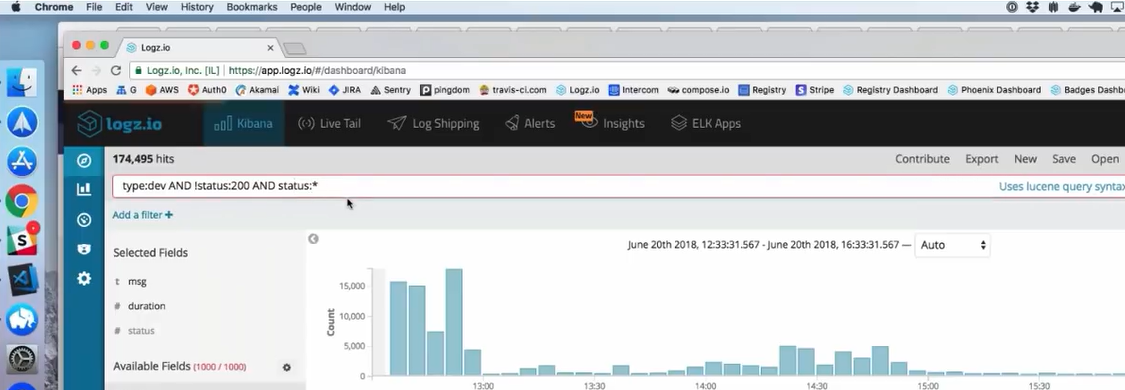 Chrome File Edit View History Bookmarks People Window Help
Logz.io
Logz.io, Inc. [IL] https://app.logz.io/#/dashboard/kibana
Apps G AWS Auth0 Akamai Wiki JIRA Sentry pingdom travis-ci.com Logz.io Intercom compose.io Registry Stripe Registry Dashboard Phoenix Dashboard Badges Dashbo
logz.io Kibana Live Tail Log Shipping Alerts New Insights ELK Apps
174,495 hits Contribute Export New Save Open
type:dev AND !status:200 AND status:* Uses lucene query syntax
Add a filter +
Selected Fields
June 20th 2018, 12:33:31.567 - June 20th 2018, 16:33:31.567 — Auto
t msg
# duration
# status
Available Fields (1000 / 1000)
Count
15,000
10,000
5,000
0
13:00 13:30 14:00 14:30 15:00 15:30